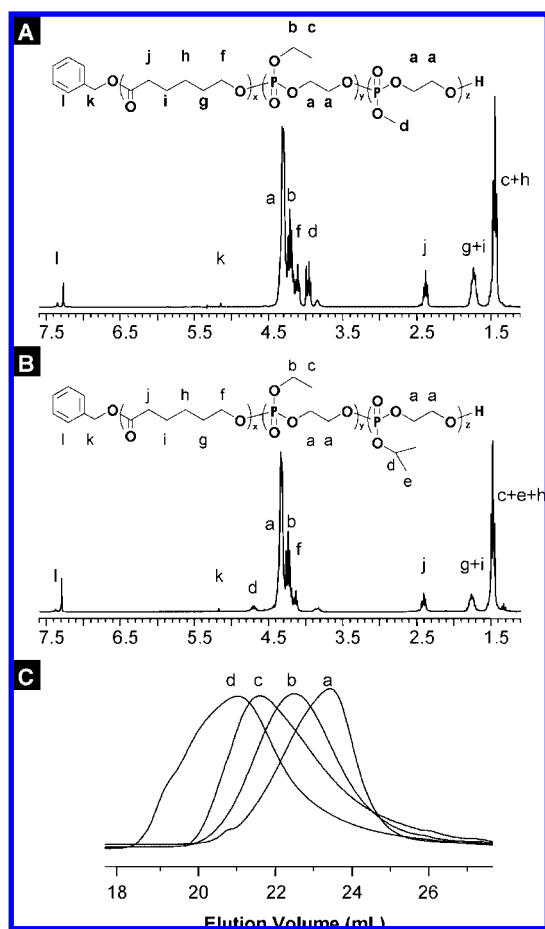 A
b c
j h f
O
O P O
O
a a
O P O
O
O H
l k O i g O x O a a y O z
d
c+h
a
b
f d
l
k
j
g+i
7.5 6.5 5.5 4.5 3.5 2.5 1.5
B
b c
j h f
O
O P O
O
a a
O P O
O
O H
l k O i g O x O a a y O z
d
e
c+e+h
a
b
f
l
k
d
j
g+i
7.5 6.5 5.5 4.5 3.5 2.5 1.5
C
d c b a
18 20 22 24 26
Elution Volume (mL)